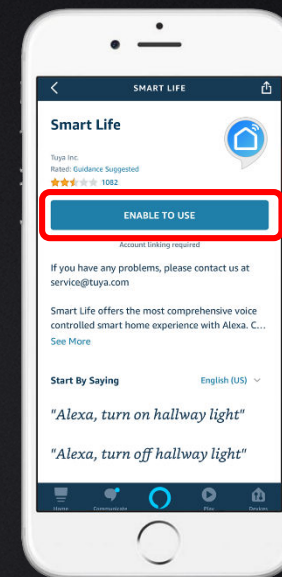 SMART LIFE
Smart Life
Tuya Inc.
Rated: Guidance Suggested
1082
ENABLE TO USE
Account linking required
If you have any problems, please contact us at
service@tuya.com
Smart Life offers the most comprehensive voice
controlled smart home experience with Alexa. C...
See More
Start By Saying
English (US)
"Alexa, turn on hallway light"
"Alexa, turn off hallway light"
Home
Communicate
Play
Devices